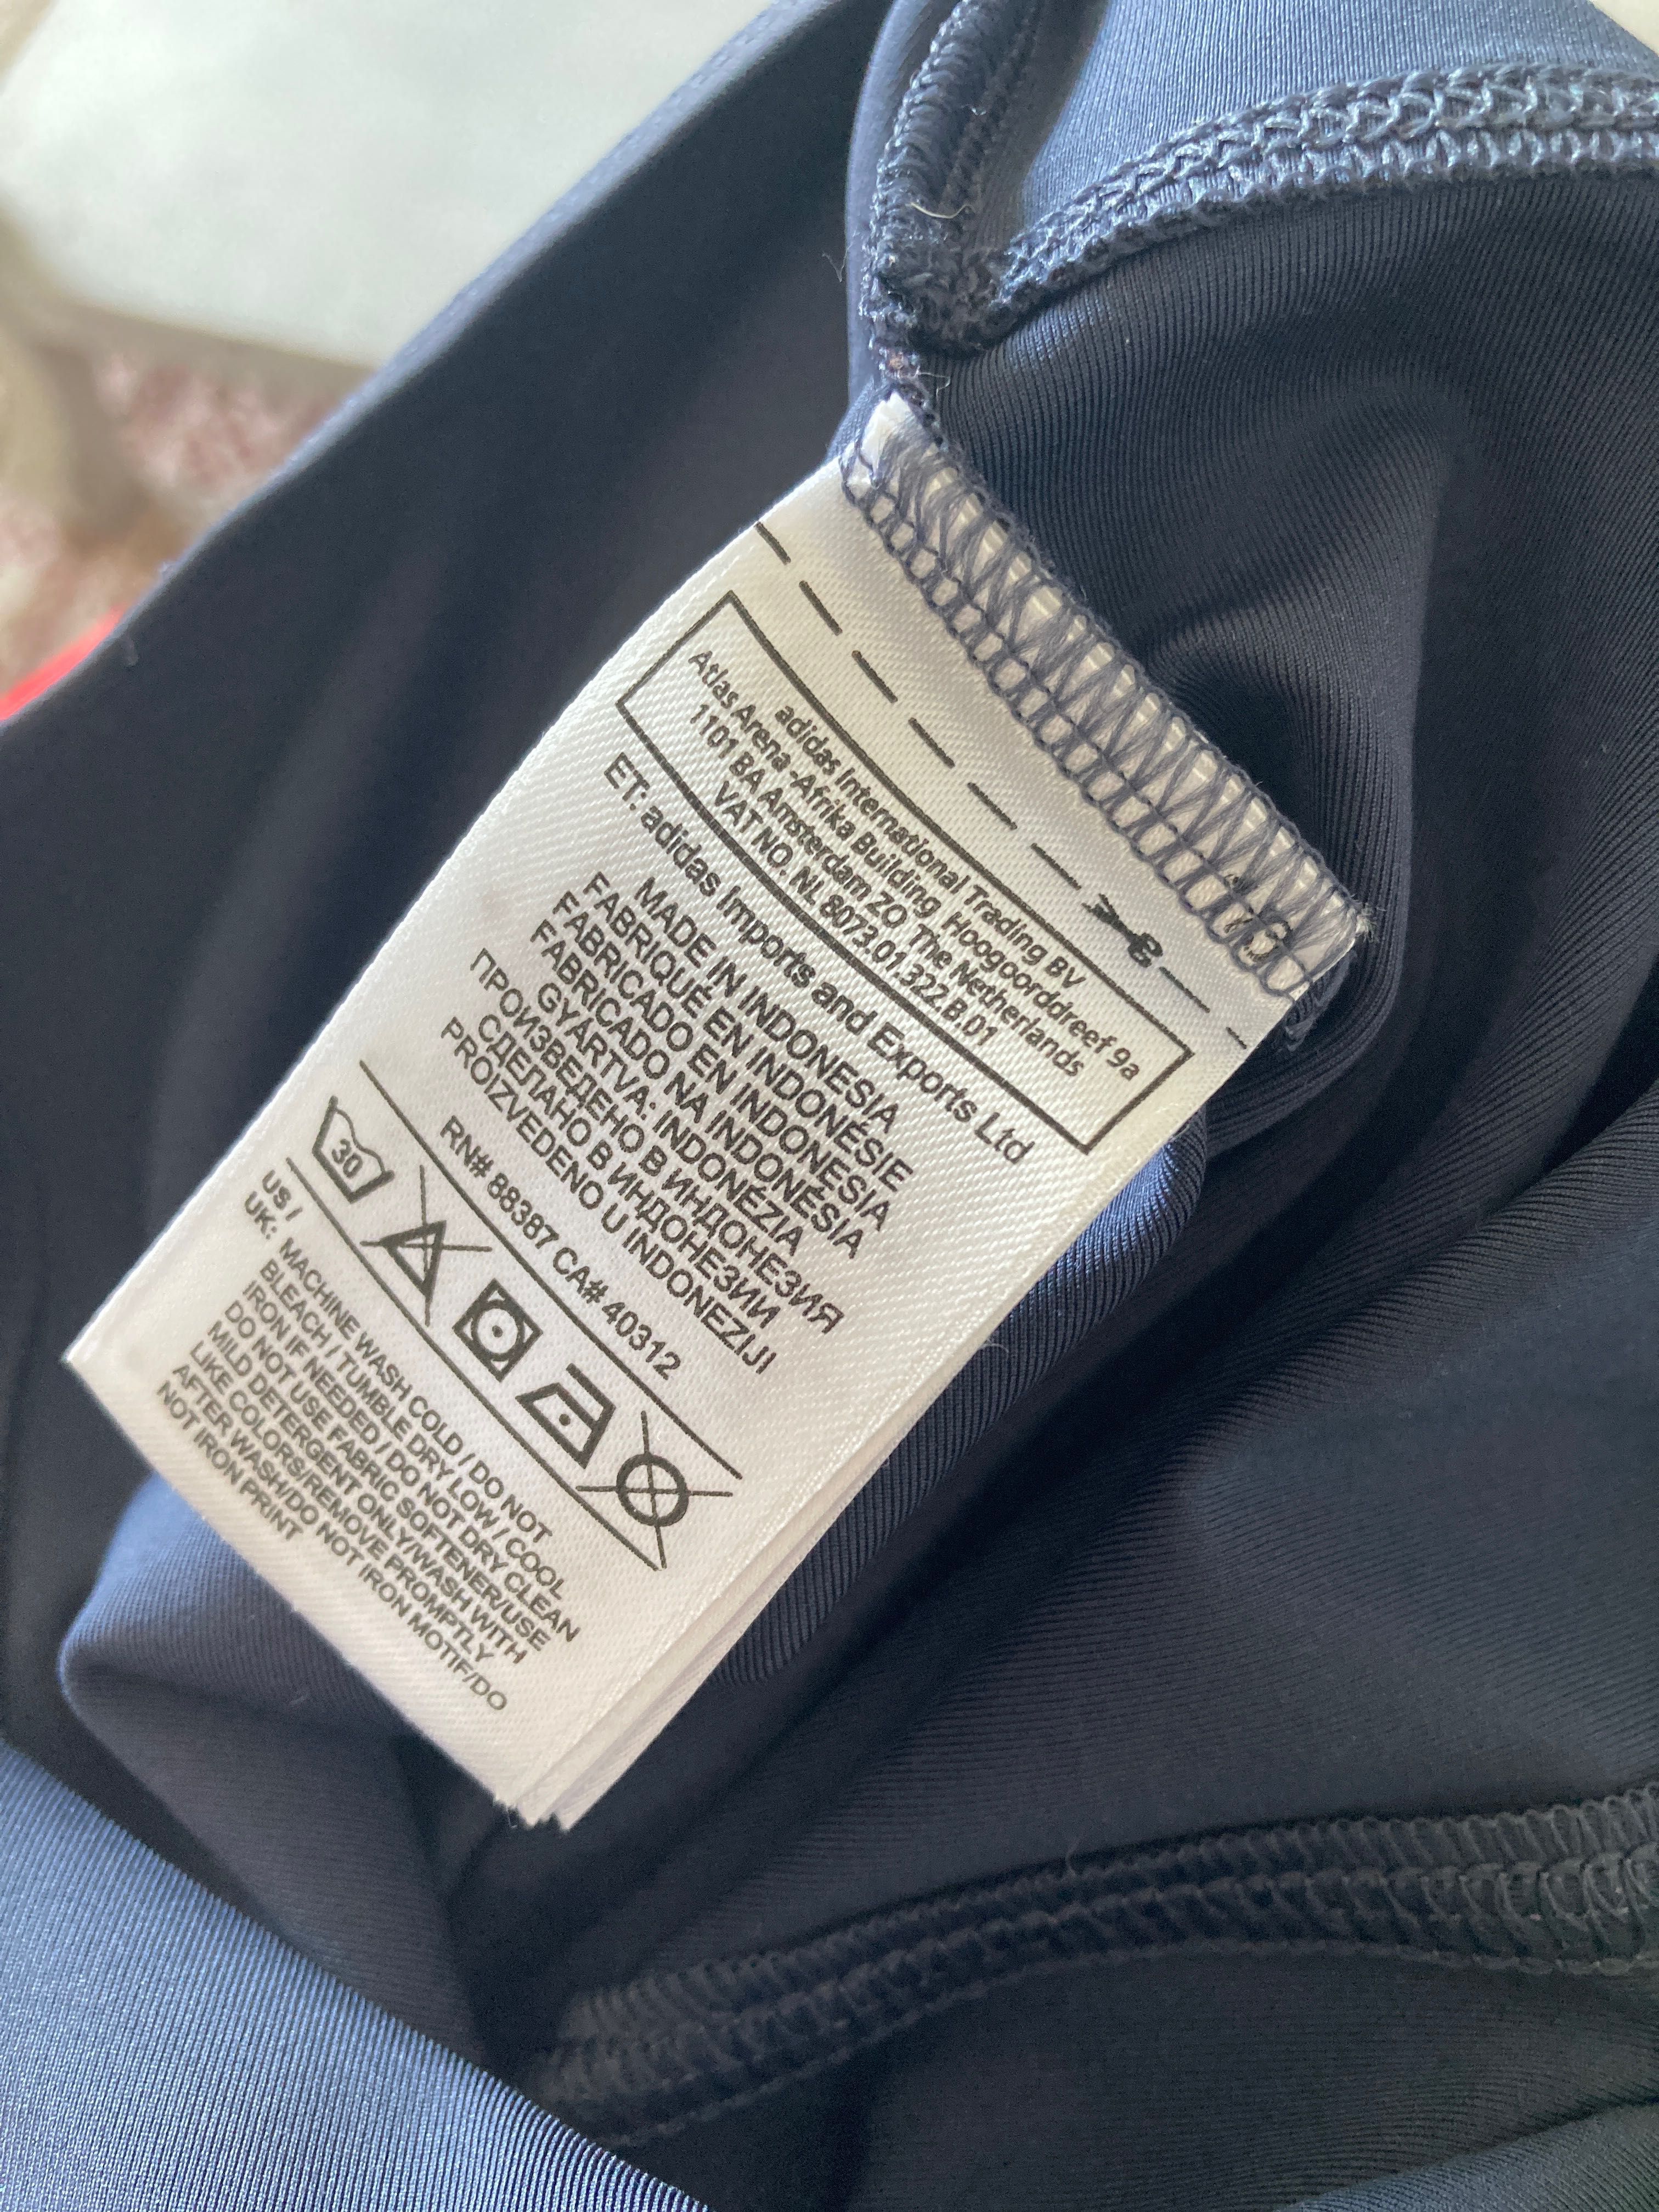 adidas International Trading BV
Atlas Arena -Afrika Building Hoogoorddreef 9a
1101 BA Amsterdam ZO The Netherlands
VAT NO. NL 8073.01.322.B.01
ET: adidas Imports and Exports Ltd
MADE IN INDONESIA
FABRIQUÉ EN INDONÉSIE
FABRICADO EN INDONESIA
FABRICADO NA INDONÉSIA
GYÁRTVA: INDONÉZIA
ПРОИЗВЕДЕНО В ИНДОНЕЗИЯ
СДЕЛАНО В ИНДОНЕЗИИ
PROIZVEDENO U INDONEZIJI
RN# 88387 CA# 40312
30
US /
UK: MACHINE WASH COLD / DO NOT
BLEACH / TUMBLE DRY LOW / COOL
IRON IF NEEDED / DO NOT DRY CLEAN
DO NOT USE FABRIC SOFTENER/USE
MILD DETERGENT ONLY/WASH WITH
LIKE COLORS/REMOVE PROMPTLY
AFTER WASH/DO NOT IRON MOTIF/DO
NOT IRON PRINT